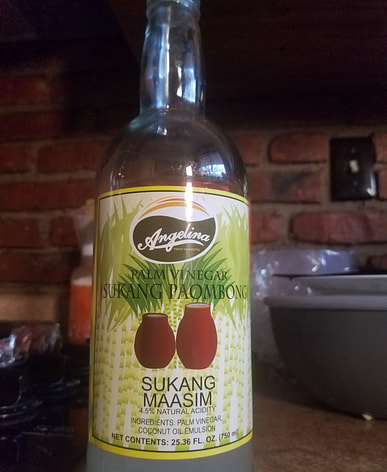 Angelina
PALM VINEGAR
SUKANG PAOMBONG
SUKANG
MAASIM
4.5% NATURAL ACIDITY
INGREDIENTS: PALM VINEGAR
COCONUT OIL EMULSION
NET CONTENTS: 25.36 FL. OZ. (750 ml)